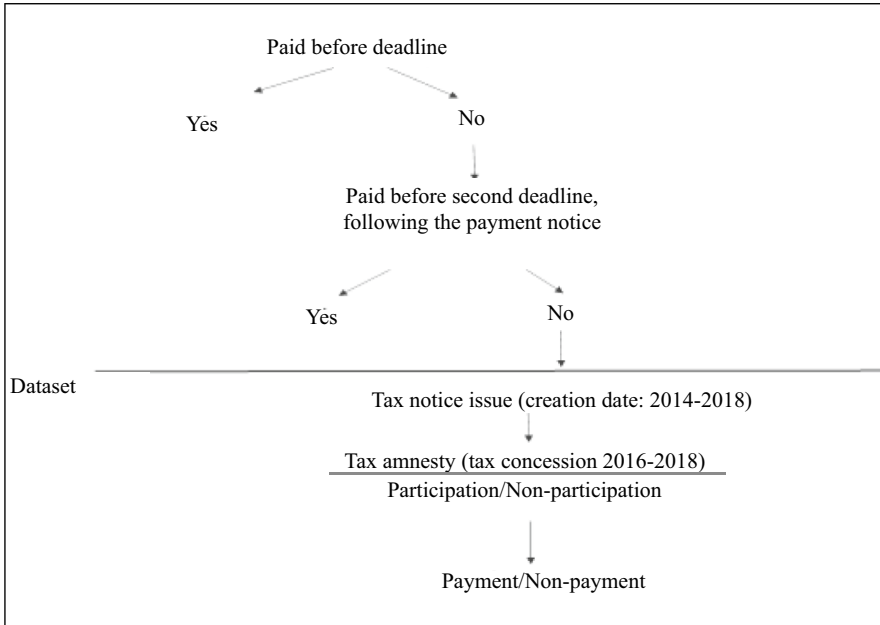 Paid before deadline
Yes
No
Paid before second deadline,
following the payment notice
Yes
No
Dataset
Tax notice issue (creation date: 2014-2018)
Tax amnesty (tax concession 2016-2018)
Participation/Non-participation
Payment/Non-payment